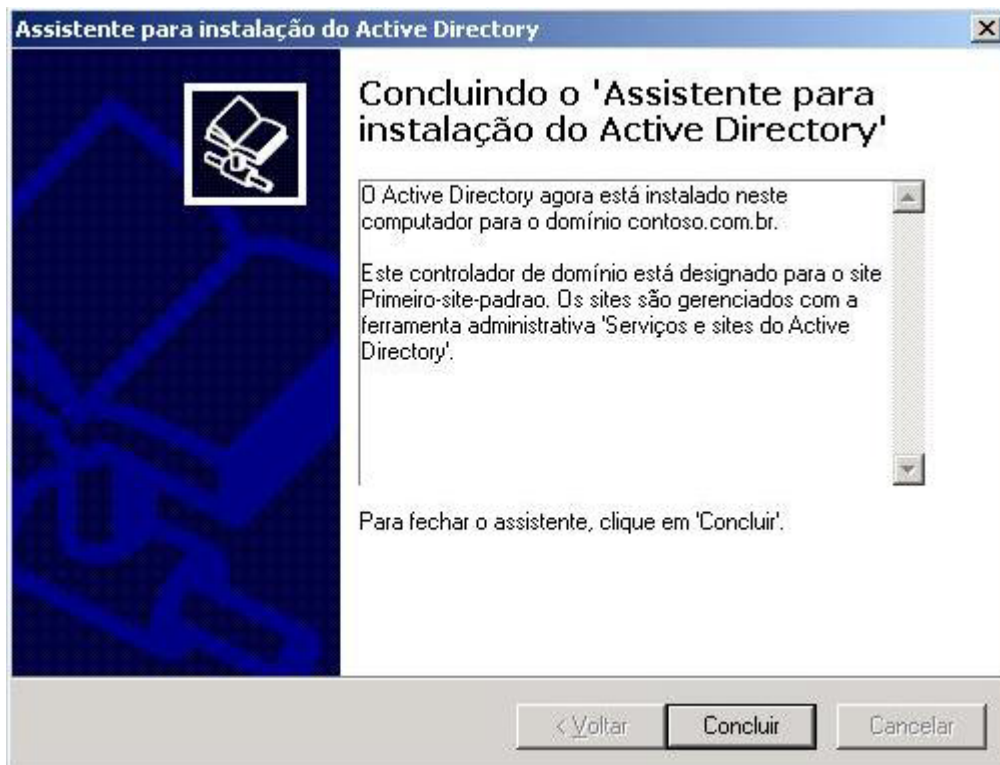 Assistente para instalação do Active Directory
Concluindo o 'Assistente para
instalação do Active Directory'
O Active Directory agora está instalado neste
computador para o domínio contoso.com.br.
Este controlador de domínio está designado para o site
Primeiro-site-padrao. Os sites são gerenciados com a
ferramenta administrativa 'Serviços e sites do Active
Directory'.
Para fechar o assistente, clique em 'Concluir'.
< Voltar
Concluir
Cancelar